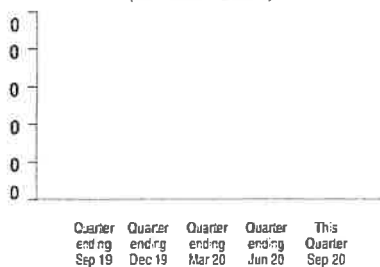 0
0
0
0
0
0
Quarter ending Sep 19
Quarter ending Dec 19
Quarter ending Mar 20
Quarter ending Jun 20
This Quarter Sep 20